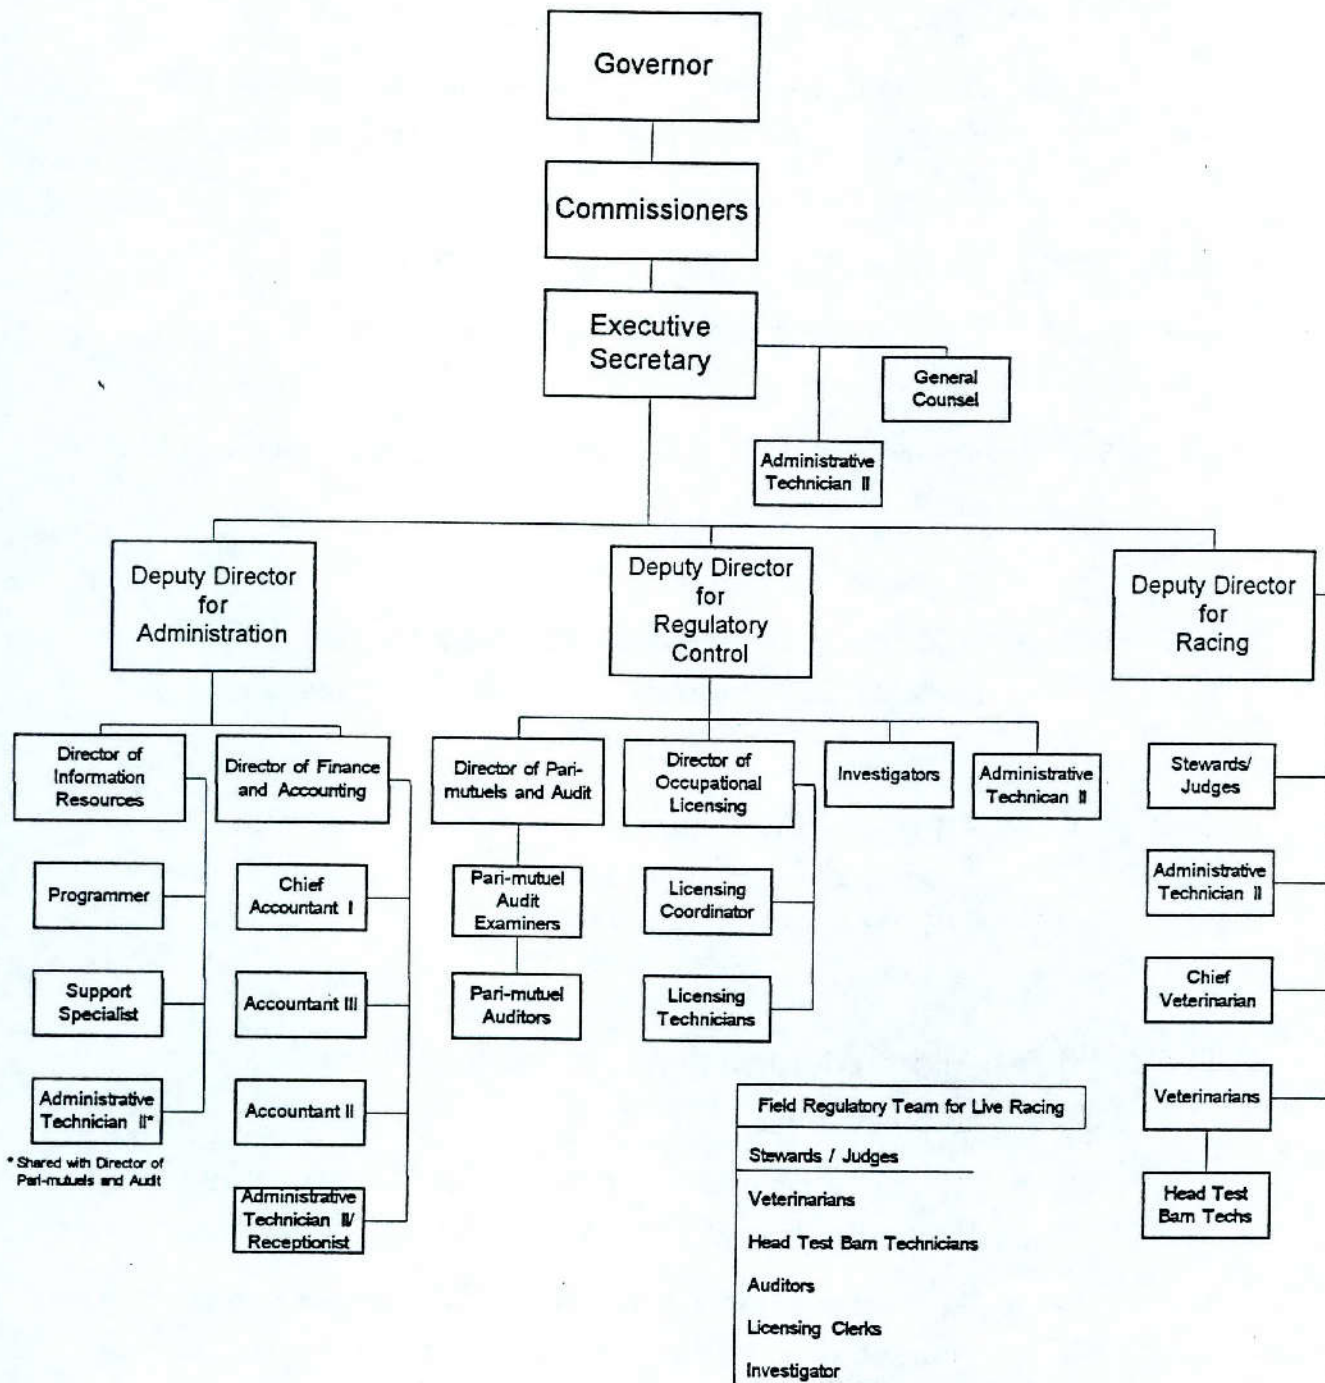 Governor
Commissioners
Executive
Secretary
General
Counsel
Administrative
Technician II
Deputy Director
for
Administration
Deputy Director
for
Regulatory
Control
Deputy Director
for
Racing
Director of
Information
Resources
Director of Finance
and Accounting
Director of Pari-
mutuels and Audit
Director of
Occupational
Licensing
Investigators
Administrative
Technican II
Stewards/
Judges
Programmer
Chief
Accountant I
Pari-mutuel
Audit
Examiners
Licensing
Coordinator
Administrative
Technician II
Support
Specialist
Accountant III
Pari-mutuel
Auditors
Licensing
Technicians
Chief
Veterinarian
Administrative
Technician II*
* Shared with Director of
Pari-mutuels and Audit
Accountant II
Veterinarians
Administrative
Technician II/
Receptionist
Head Test
Barn Techs
Field Regulatory Team for Live Racing
Stewards / Judges
Veterinarians
Head Test Barn Technicians
Auditors
Licensing Clerks
Investigator